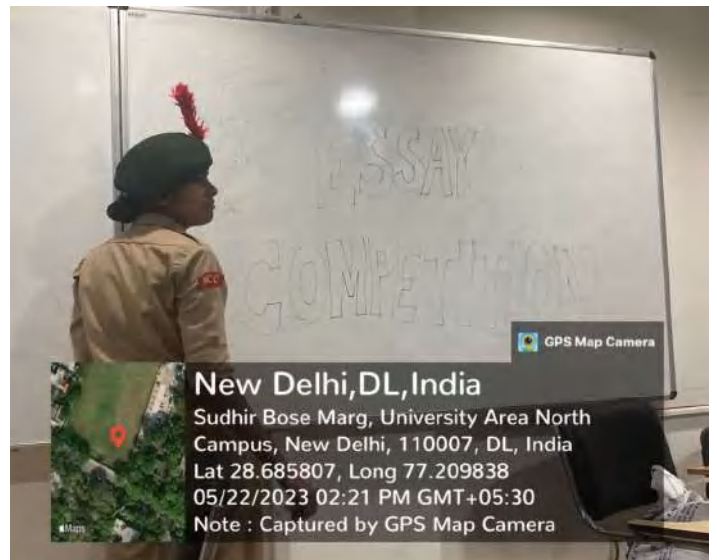 ESSAY
COMPETITION
NCC
GPS Map Camera
New Delhi,DL,India
Sudhir Bose Marg, University Area North
Campus, New Delhi, 110007, DL, India
Lat 28.685807, Long 77.209838
05/22/2023 02:21 PM GMT+05:30
Note : Captured by GPS Map Camera
Maps